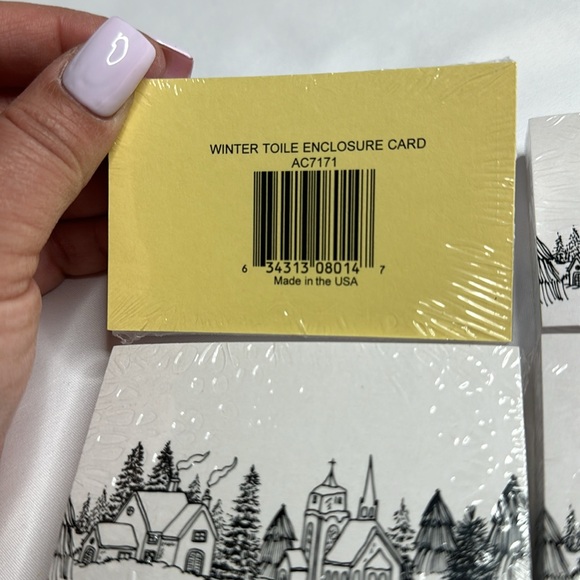 WINTER TOILE ENCLOSURE CARD
AC7171
6 34313 08014 7
Made in the USA